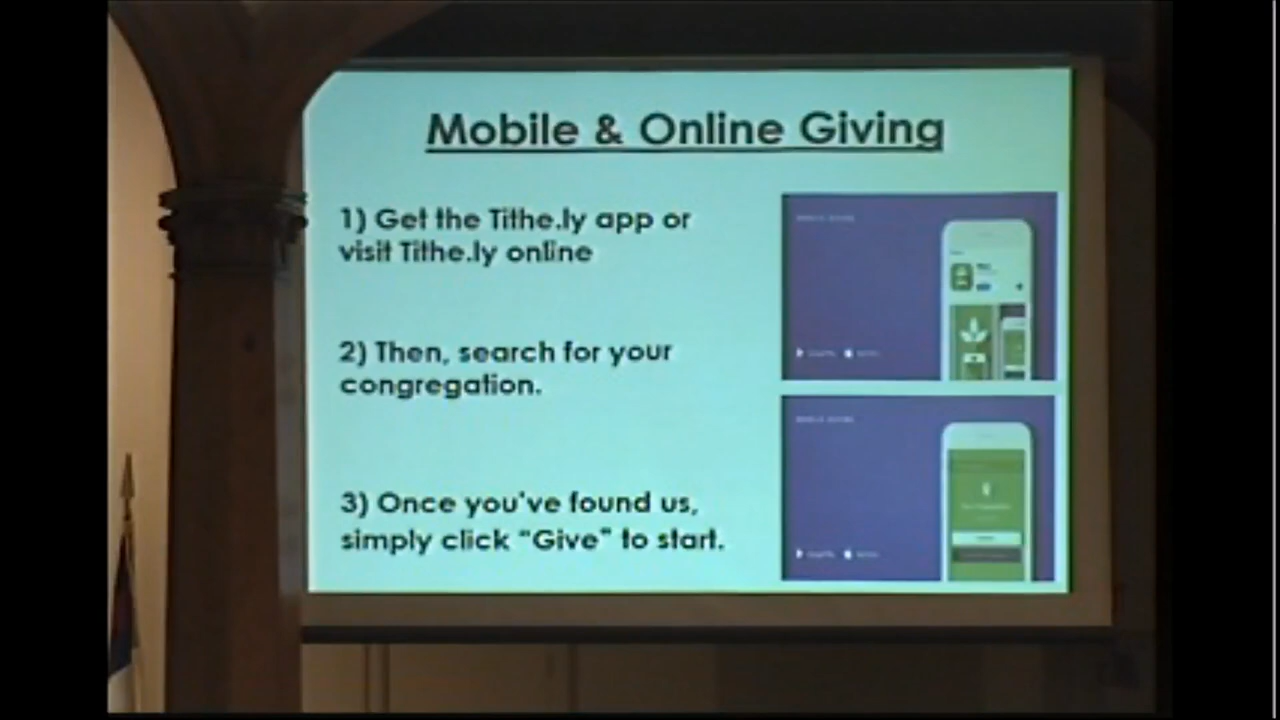 Mobile & Online Giving
1) Get the Tithe.ly app or
visit Tithe.ly online
2) Then, search for your
congregation.
3) Once you've found us,
simply click "Give" to start.